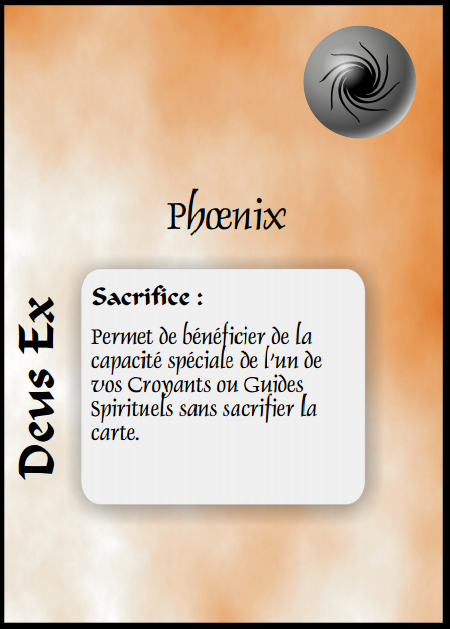 Phœnix
Deus Ex
Sacrifice :
Permet de bénéficier de la
capacité spéciale de l'un de
vos Croyants ou Guides
Spirituels sans sacrifier la
carte.